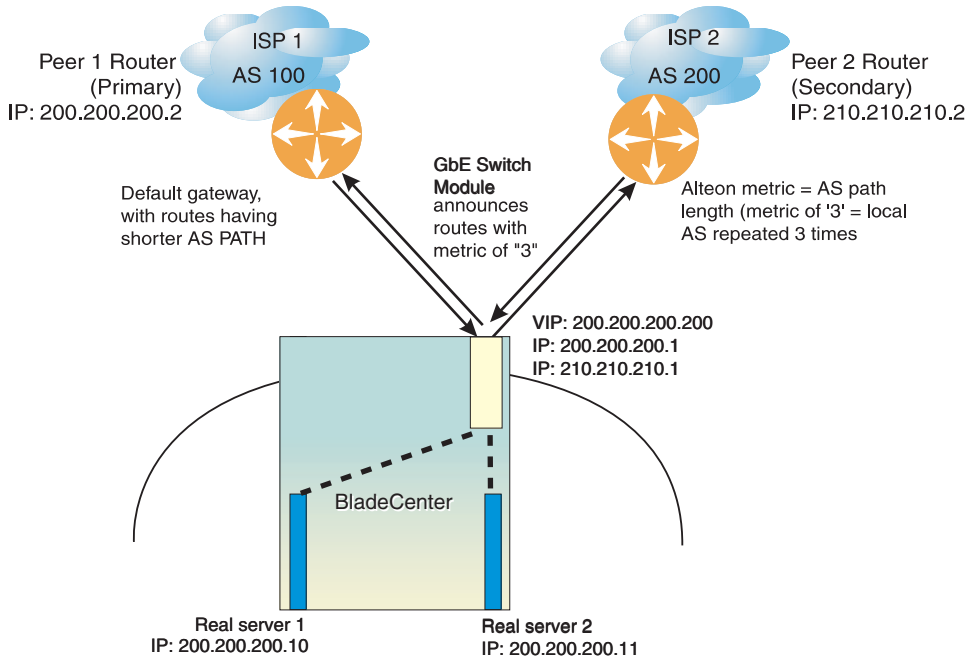 ISP 1
AS 100
Peer 1 Router
(Primary)
IP: 200.200.200.2
ISP 2
AS 200
Peer 2 Router
(Secondary)
IP: 210.210.210.2
Default gateway,
with routes having
shorter AS PATH
GbE Switch
Module
announces
routes with
metric of "3"
Alteon metric = AS path
length (metric of '3' = local
AS repeated 3 times
VIP: 200.200.200.200
IP: 200.200.200.1
IP: 210.210.210.1
BladeCenter
Real server 1
IP: 200.200.200.10
Real server 2
IP: 200.200.200.11